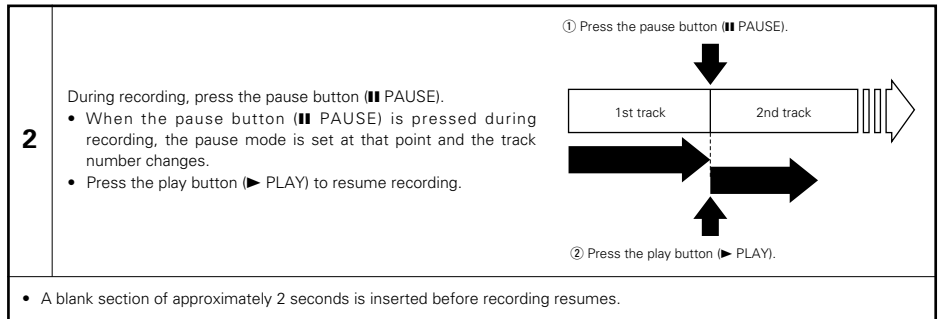 2
During recording, press the pause button (❚❚ PAUSE).
• When the pause button (❚❚ PAUSE) is pressed during
recording, the pause mode is set at that point and the track
number changes.
• Press the play button (► PLAY) to resume recording.
① Press the pause button (❚❚ PAUSE).
1st track
2nd track
② Press the play button (► PLAY).
• A blank section of approximately 2 seconds is inserted before recording resumes.